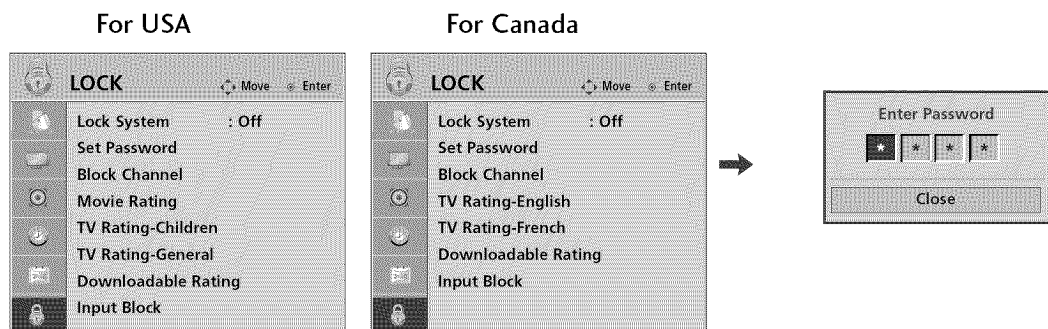 For USA
LOCK
Move Enter
Lock System : Off
Set Password
Block Channel
Movie Rating
TV Rating-Children
TV Rating-General
Downloadable Rating
Input Block
For Canada
LOCK
Move Enter
Lock System : Off
Set Password
Block Channel
TV Rating-English
TV Rating-French
Downloadable Rating
Input Block
Enter Password
* * * *
Close